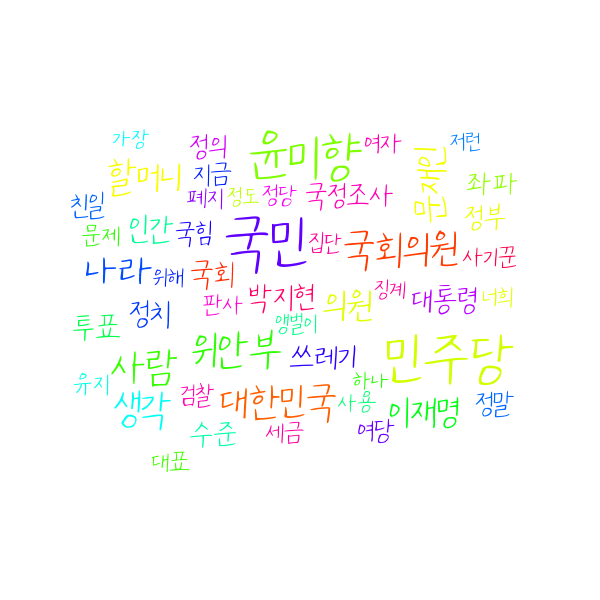 가장 정의 윤미향 여자 저런
할머니 지금 문재인 좌파
친일 폐지 정도 정당 국정조사 정부
문제 인간 국힘 국민 집단 국회의원 사기꾼
나라 위해 국회 징계
판사 박지현 의원 대통령 너희
투표 정치 앵벌이
사람 위안부 쓰레기 민주당
유지 검찰 하나
생각 대한민국 사용 이재명 정말
수준 세금 여당
대표